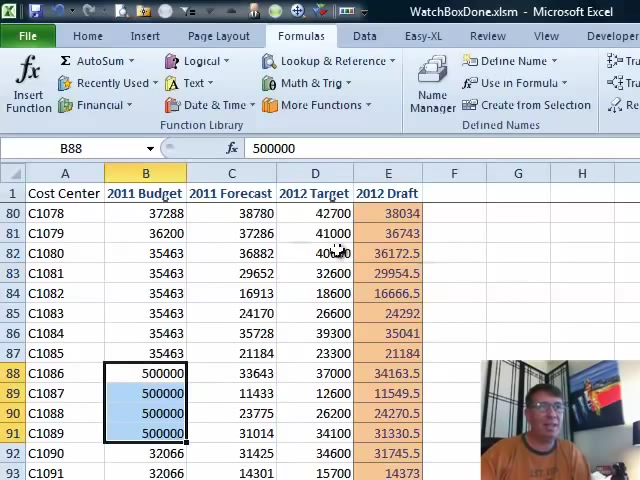 WatchBoxDone.xlsm - Microsoft Excel
File Home Insert Page Layout Formulas Data Easy-XL Review View Developer
fx Σ AutoSum Logical Lookup & Reference Define Name
Recently Used Text Math & Trig Use in Formula
Insert Function Financial Date & Time More Functions Name Manager Create from Selection
Function Library Defined Names
B88 fx 500000
A B C D E F G H
1 Cost Center 2011 Budget 2011 Forecast 2012 Target 2012 Draft
80 C1078 37288 38780 42700 38034
81 C1079 36200 37286 41000 36743
82 C1080 35463 36882 36172.5
83 C1081 35463 29652 32600 29954.5
84 C1082 35463 16913 18600 16666.5
85 C1083 35463 24170 26600 24292
86 C1084 35463 35728 39300 35041
87 C1085 35463 21184 23300 21184
88 C1086 500000 33643 37000 34163.5
89 C1087 500000 11433 12600 11549.5
90 C1088 500000 23775 26200 24270.5
91 C1089 500000 31014 34100 31330.5
92 C1090 32066 31425 34600 31745.5
93 C1091 32066 14301 15700 14373